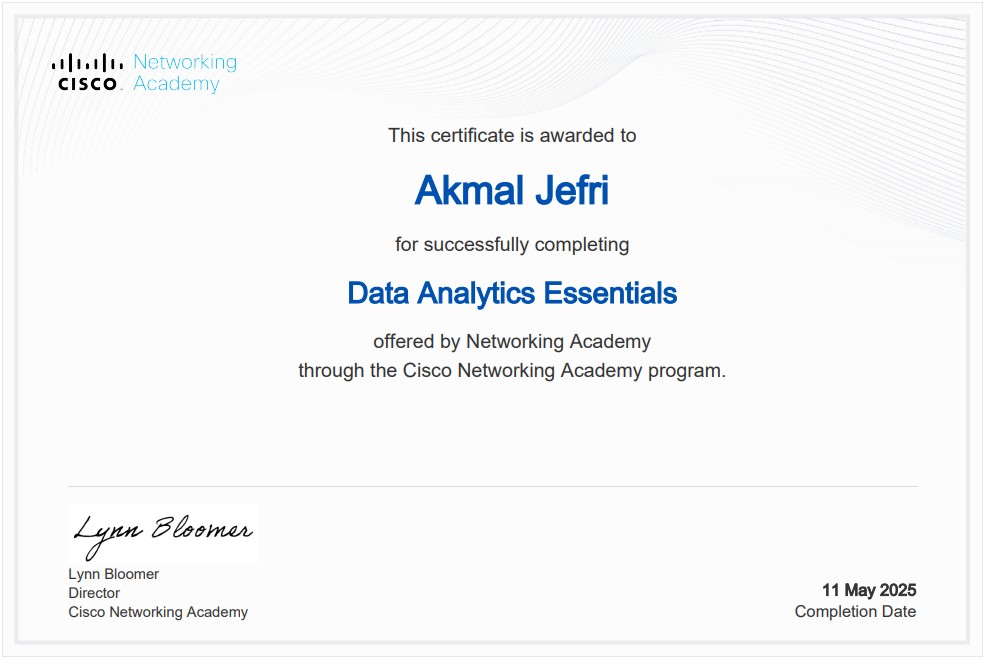 Networking
CISCO Academy
This certificate is awarded to
Akmal Jefri
for successfully completing
Data Analytics Essentials
offered by Networking Academy
through the Cisco Networking Academy program.
Lynn Bloomer
Lynn Bloomer
Director
Cisco Networking Academy
11 May 2025
Completion Date